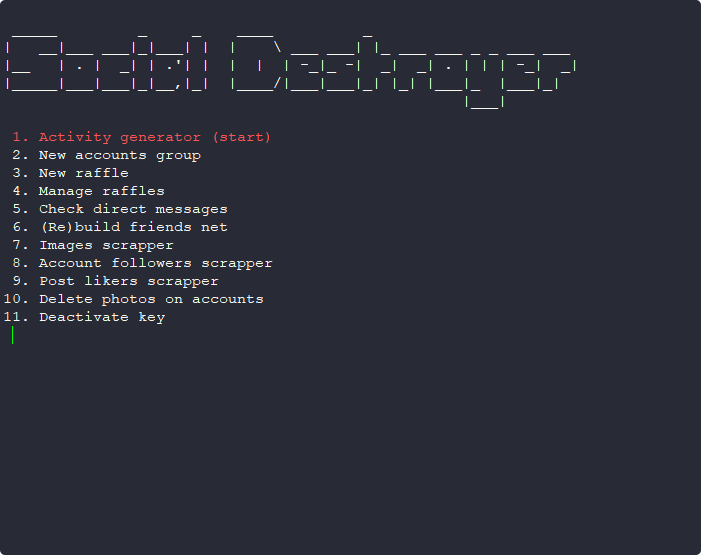 Social Destroyer
1. Activity generator (start)
2. New accounts group
3. New raffle
4. Manage raffles
5. Check direct messages
6. (Re)build friends net
7. Images scrapper
8. Account followers scrapper
9. Post likers scrapper
10. Delete photos on accounts
11. Deactivate key